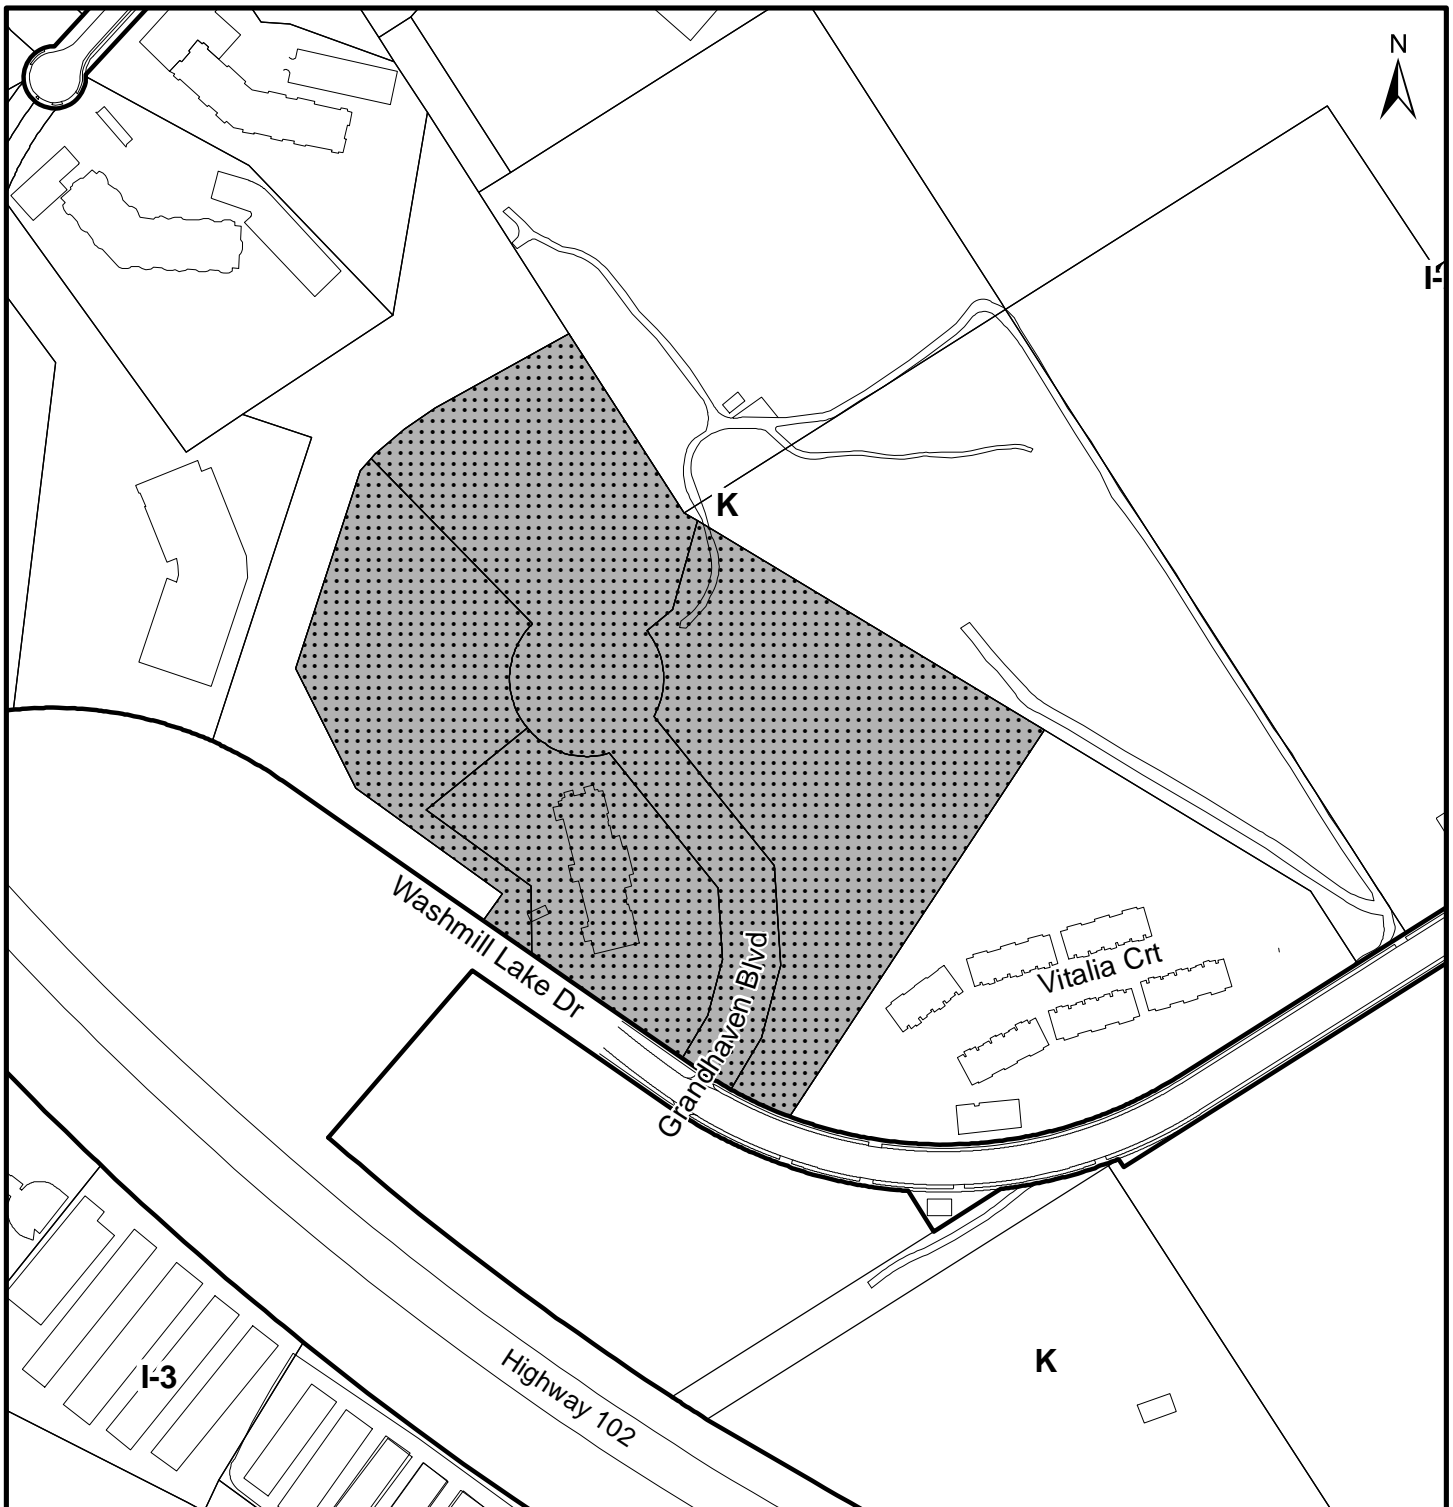 N
I-
K
Washmill Lake Dr
Vitalia Crt
Grandhaven Blvd
K
I-3
Highway 102